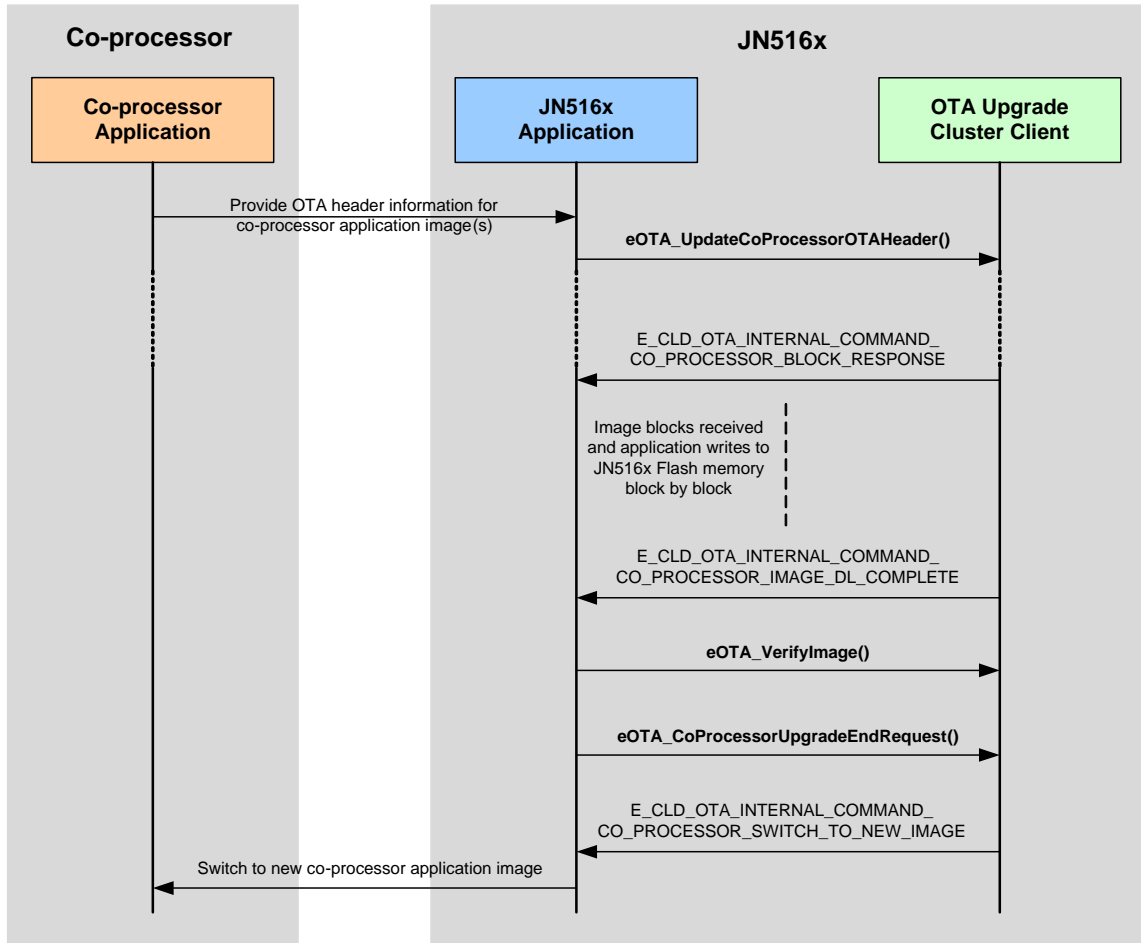 Co-processor
JN516x
Co-processor
Application
JN516x
Application
OTA Upgrade
Cluster Client
Provide OTA header information for
co-processor application image(s)
eOTA_UpdateCoProcessorOTAHeader()
E_CLD_OTA_INTERNAL_COMMAND_
CO_PROCESSOR_BLOCK_RESPONSE
Image blocks received
and application writes to
JN516x Flash memory
block by block
E_CLD_OTA_INTERNAL_COMMAND_
CO_PROCESSOR_IMAGE_DL_COMPLETE
eOTA_VerifyImage()
eOTA_CoProcessorUpgradeEndRequest()
E_CLD_OTA_INTERNAL_COMMAND_
CO_PROCESSOR_SWITCH_TO_NEW_IMAGE
Switch to new co-processor application image